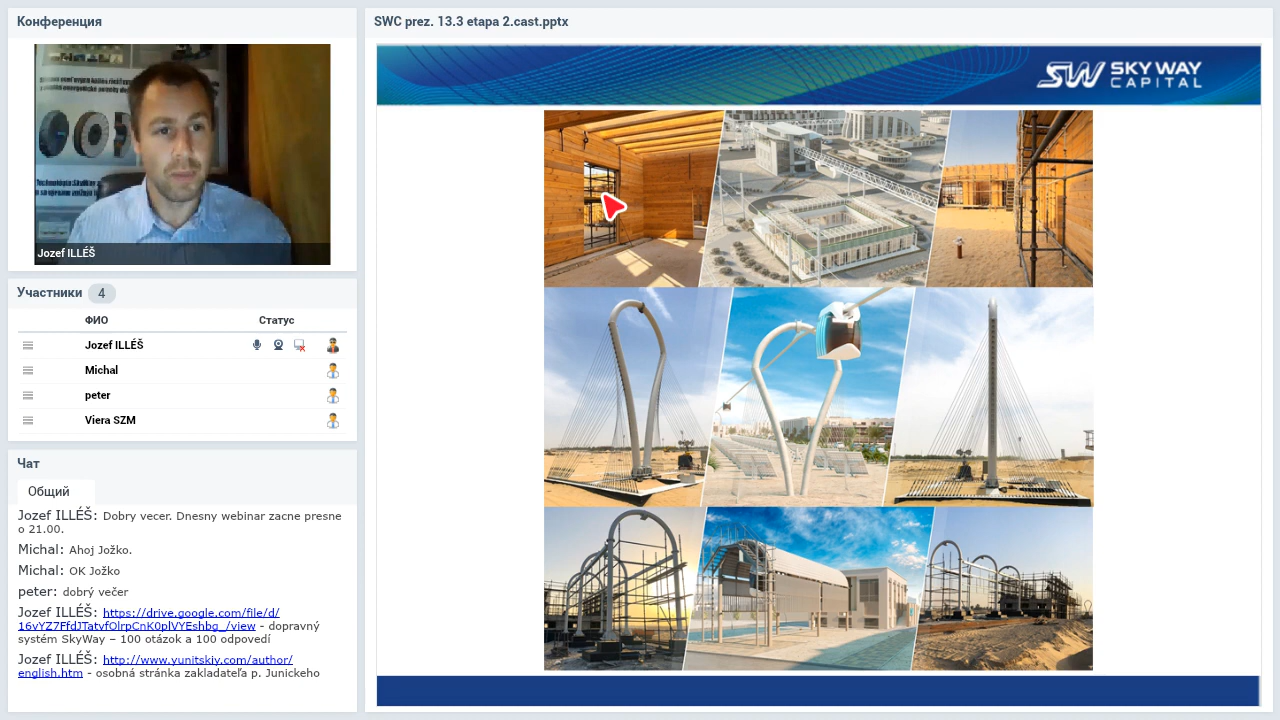 Конференция
Jozef ILLÉŠ
Участники 4
ФИО Статус
Jozef ILLÉŠ
Michal
peter
Viera SZM
Чат
Общий
Jozef ILLÉŠ: Dobry vecer. Dnesny webinar zacne presne
o 21.00.
Michal: Ahoj Jožko.
Michal: OK Jožko
peter: dobrý večer
Jozef ILLÉŠ: https://drive.google.com/file/d/
- dopravný
systém SkyWay – 100 otázok a 100 odpovedí
Jozef ILLÉŠ: http://www.yunitskiy.com/author/
english.htm - osobná stránka zakladateľa p. Junickeho
SWC prez. 13.3 etapa 2.cast.pptx
SW SKY WAY
CAPITAL